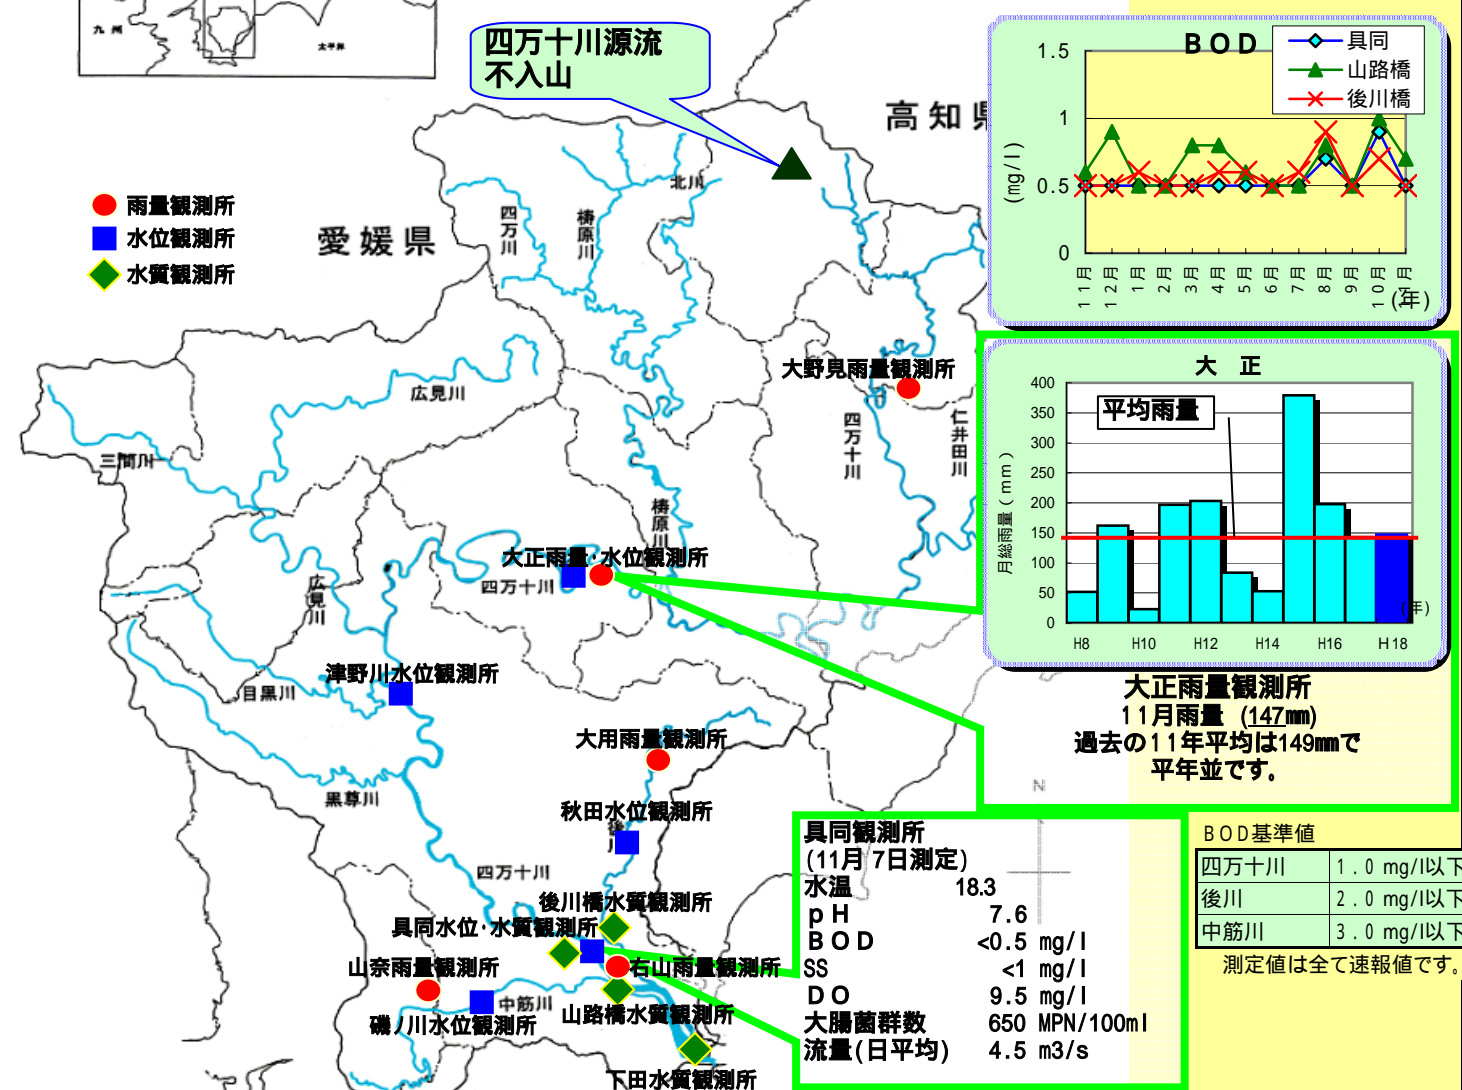 九州
太平洋
四万十川源流
不入山
高知県
愛媛県
雨量観測所
水位観測所
水質観測所
北川
四万川
梼原川
広見川
三間川
大野見雨量観測所
四万十川
仁井田川
梼原川
大正雨量·水位観測所
四万十川
広見川
津野川水位観測所
目黒川
大用雨量観測所
黒尊川
秋田水位観測所
後川
四万十川
後川橋水質観測所
具同水位·水質観測所
山奈雨量観測所
右山雨量観測所
中筋川
磯ノ川水位観測所
山路橋水質観測所
下田水質観測所
BOD
具同
山路橋
後川橋
(mg/l)
1.5
1
0.5
0
11月
12月
1月
2月
3月
4月
5月
6月
7月
8月
9月
10月
(年)
大 正
平均雨量
月総雨量(mm)
400
350
300
250
200
150
100
50
0
H8
H10
H12
H14
H16
H18
(年)
大正雨量観測所
11月雨量 (147mm)
過去の11年平均は149mmで
平年並です。
N
具同観測所
(11月 7日測定)
水温 18.3
pH 7.6
BOD <0.5 mg/l
SS <1 mg/l
DO 9.5 mg/l
大腸菌群数 650 MPN/100ml
流量(日平均) 4.5 m3/s
BOD基準値
四万十川 1.0 mg/l以下
後川 2.0 mg/l以下
中筋川 3.0 mg/l以下
測定値は全て速報値です。